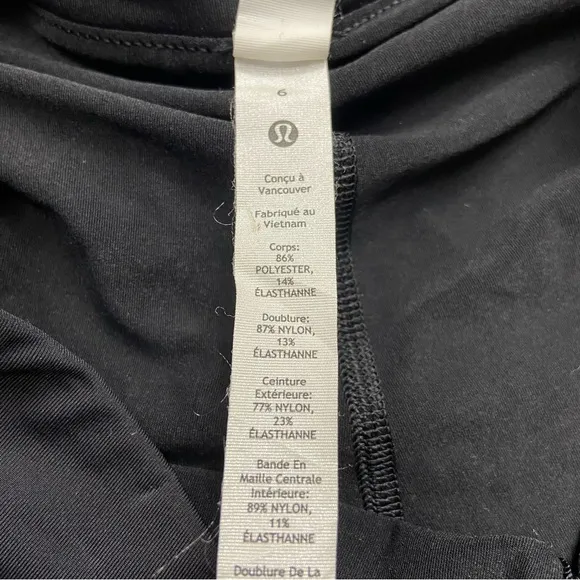 6
Conçu à
Vancouver
Fabriqué au
Vietnam
Corps:
86%
POLYESTER,
14%
ÉLASTHANNE
Doublure:
87% NYLON,
13%
ÉLASTHANNE
Ceinture
Extérieure:
77% NYLON,
23%
ÉLASTHANNE
Bande En
Maille Centrale
Intérieure:
89% NYLON,
11%
ÉLASTHANNE
Doublure De La